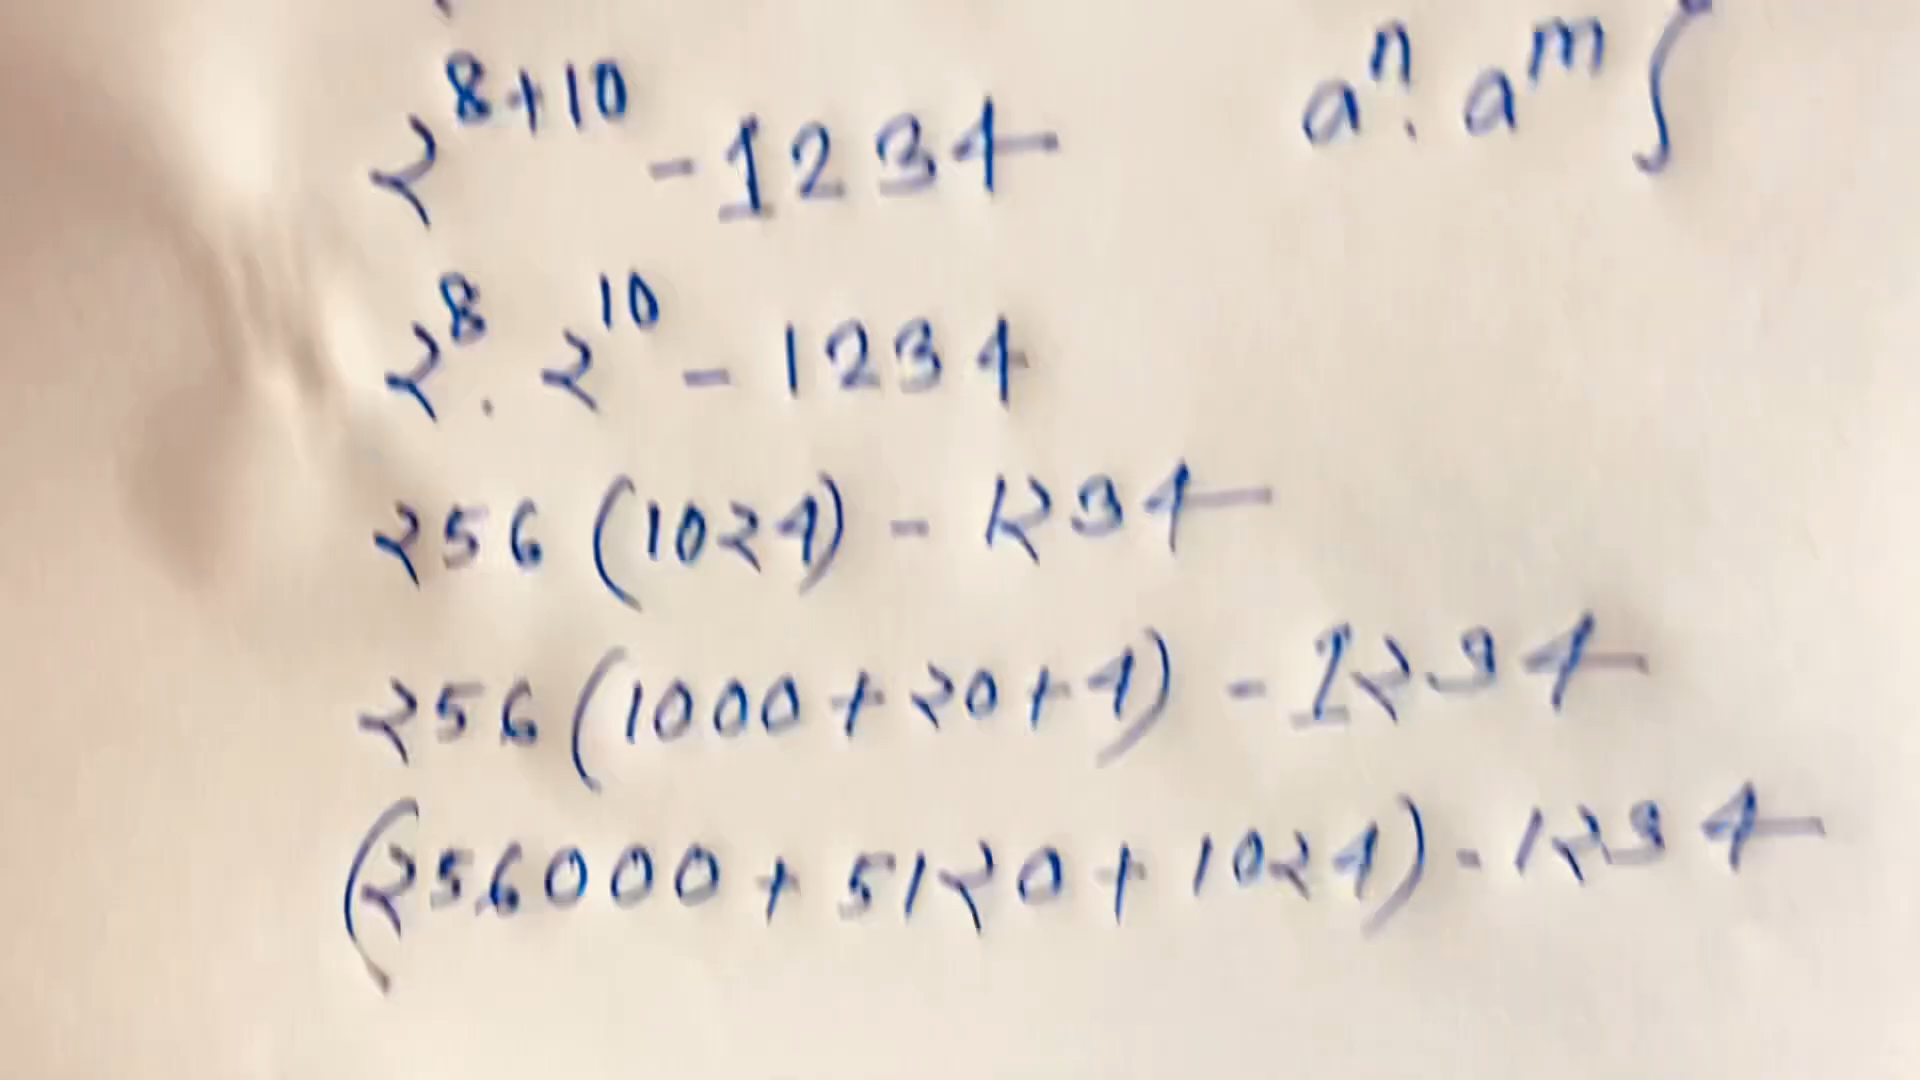 2^{8+10} - 1234
a^n . a^m }
2^8 . 2^{10} - 1234
256 (1024) - 1234
256 (1000 + 20 + 4) - 1234
(256000 + 5120 + 1024) - 1234